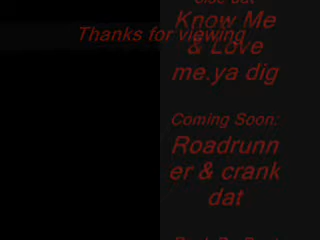 Know Me
& Love
me.ya dig
Thanks for viewing
Coming Soon:
Roadrunn
er & crank
dat